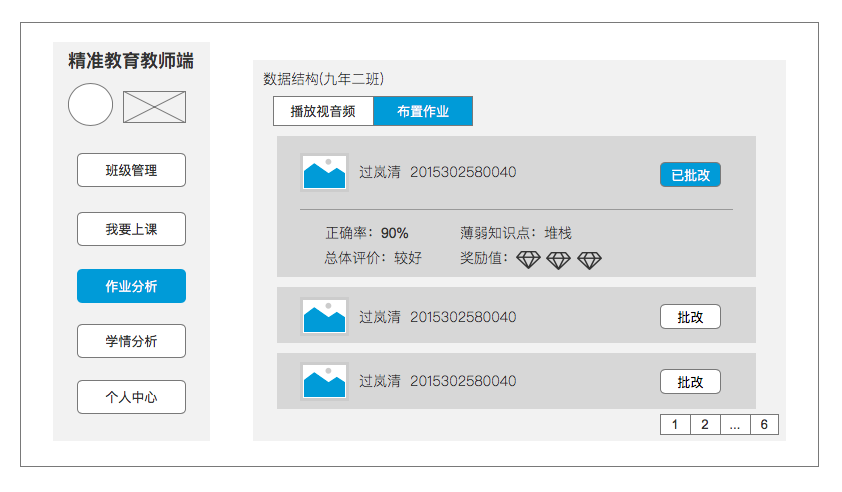 精准教育教师端
班级管理
我要上课
作业分析
学情分析
个人中心
数据结构(九年二班)
播放视音频 布置作业
过岚清 2015302580040 已批改
正确率：90% 薄弱知识点：堆栈
总体评价：较好 奖励值：
过岚清 2015302580040 批改
过岚清 2015302580040 批改
1 2 ... 6